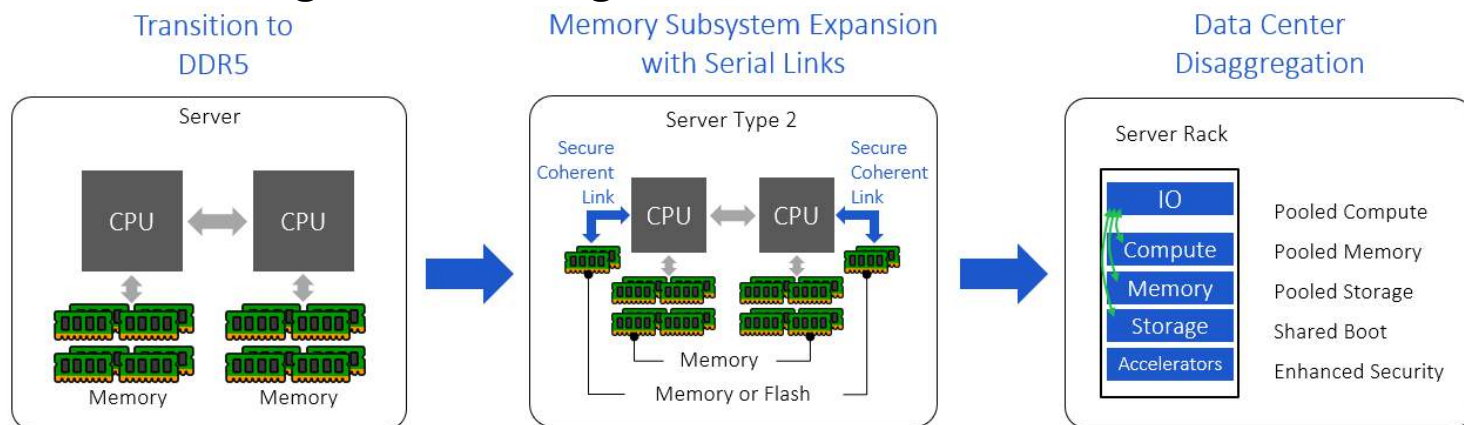 Transition to
DDR5
Server
CPU
CPU
Memory
Memory
Memory Subsystem Expansion
with Serial Links
Server Type 2
Secure
Coherent
Link
Secure
Coherent
Link
CPU
CPU
Memory
Memory or Flash
Data Center
Disaggregation
Server Rack
IO
Compute
Memory
Storage
Accelerators
Pooled Compute
Pooled Memory
Pooled Storage
Shared Boot
Enhanced Security